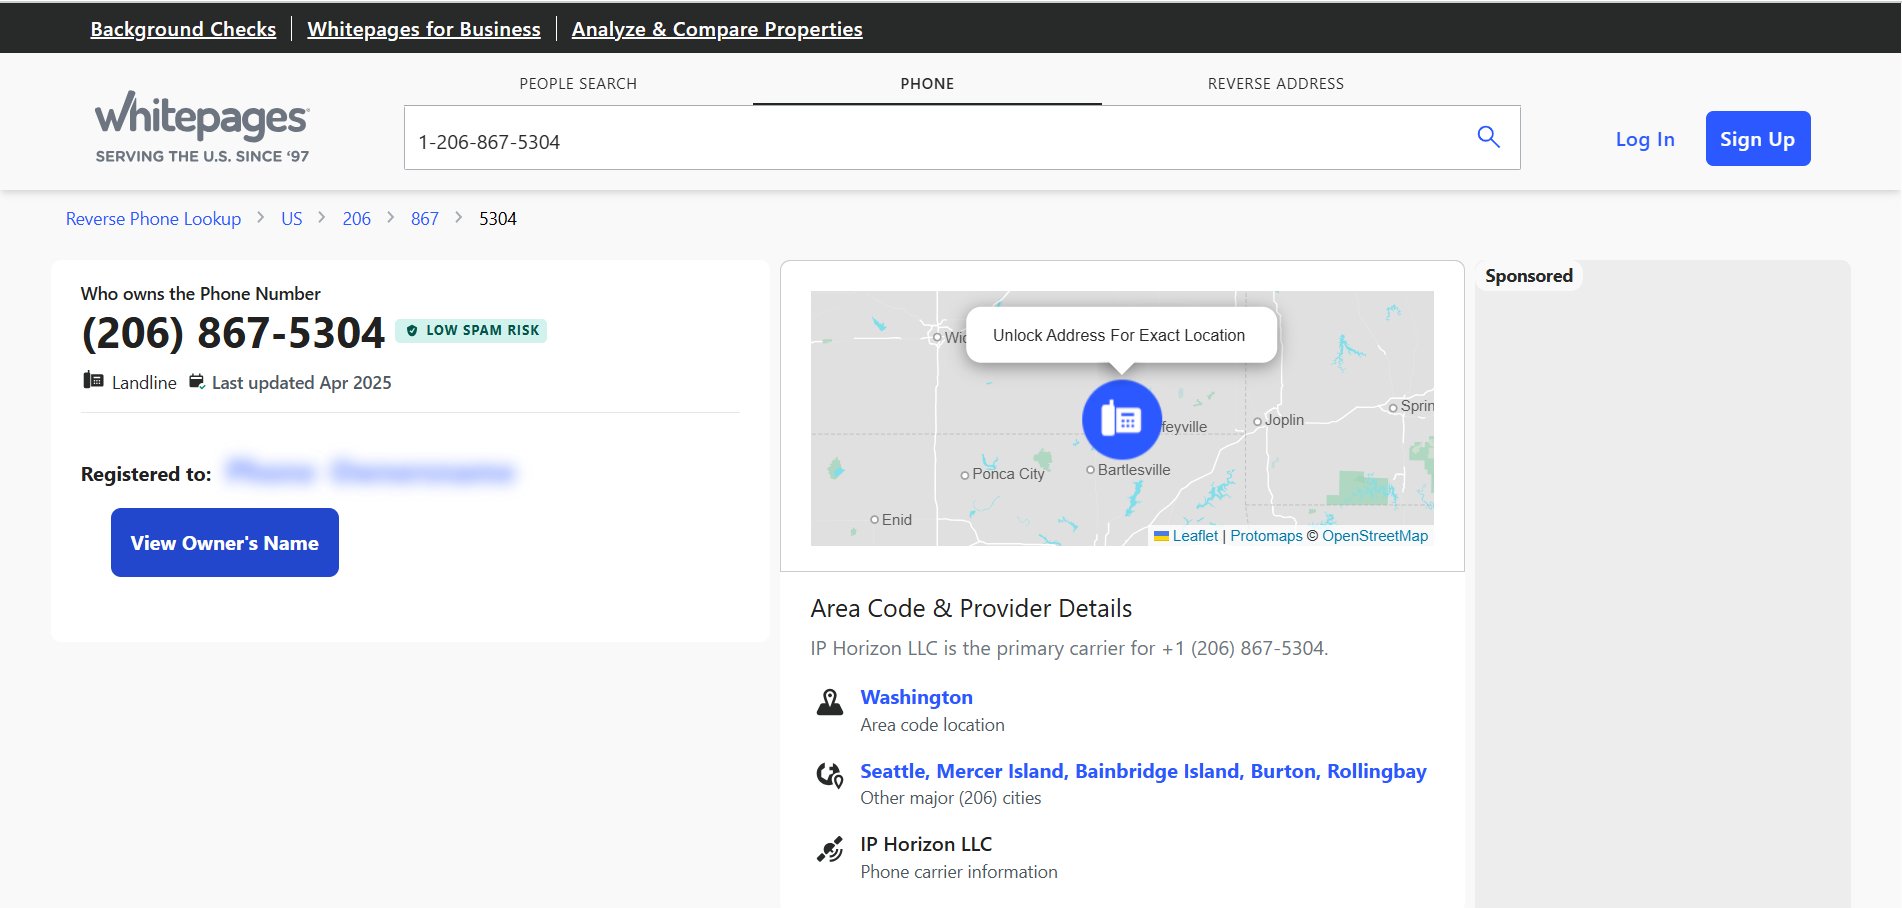 Background Checks
Whitepages for Business
Analyze & Compare Properties
whitepages
SERVING THE U.S. SINCE '97
PEOPLE SEARCH
PHONE
REVERSE ADDRESS
1-206-867-5304
Log In
Sign Up
Reverse Phone Lookup > US > 206 > 867 > 5304
Who owns the Phone Number
(206) 867-5304
LOW SPAM RISK
Landline
Last updated Apr 2025
Registered to:
View Owner's Name
Unlock Address For Exact Location
Wic
feyville
Joplin
Sprin
Ponca City
Bartlesville
Enid
Leaflet | Protomaps © OpenStreetMap
Area Code & Provider Details
IP Horizon LLC is the primary carrier for +1 (206) 867-5304.
Washington
Area code location
Seattle, Mercer Island, Bainbridge Island, Burton, Rollingbay
Other major (206) cities
IP Horizon LLC
Phone carrier information
Sponsored